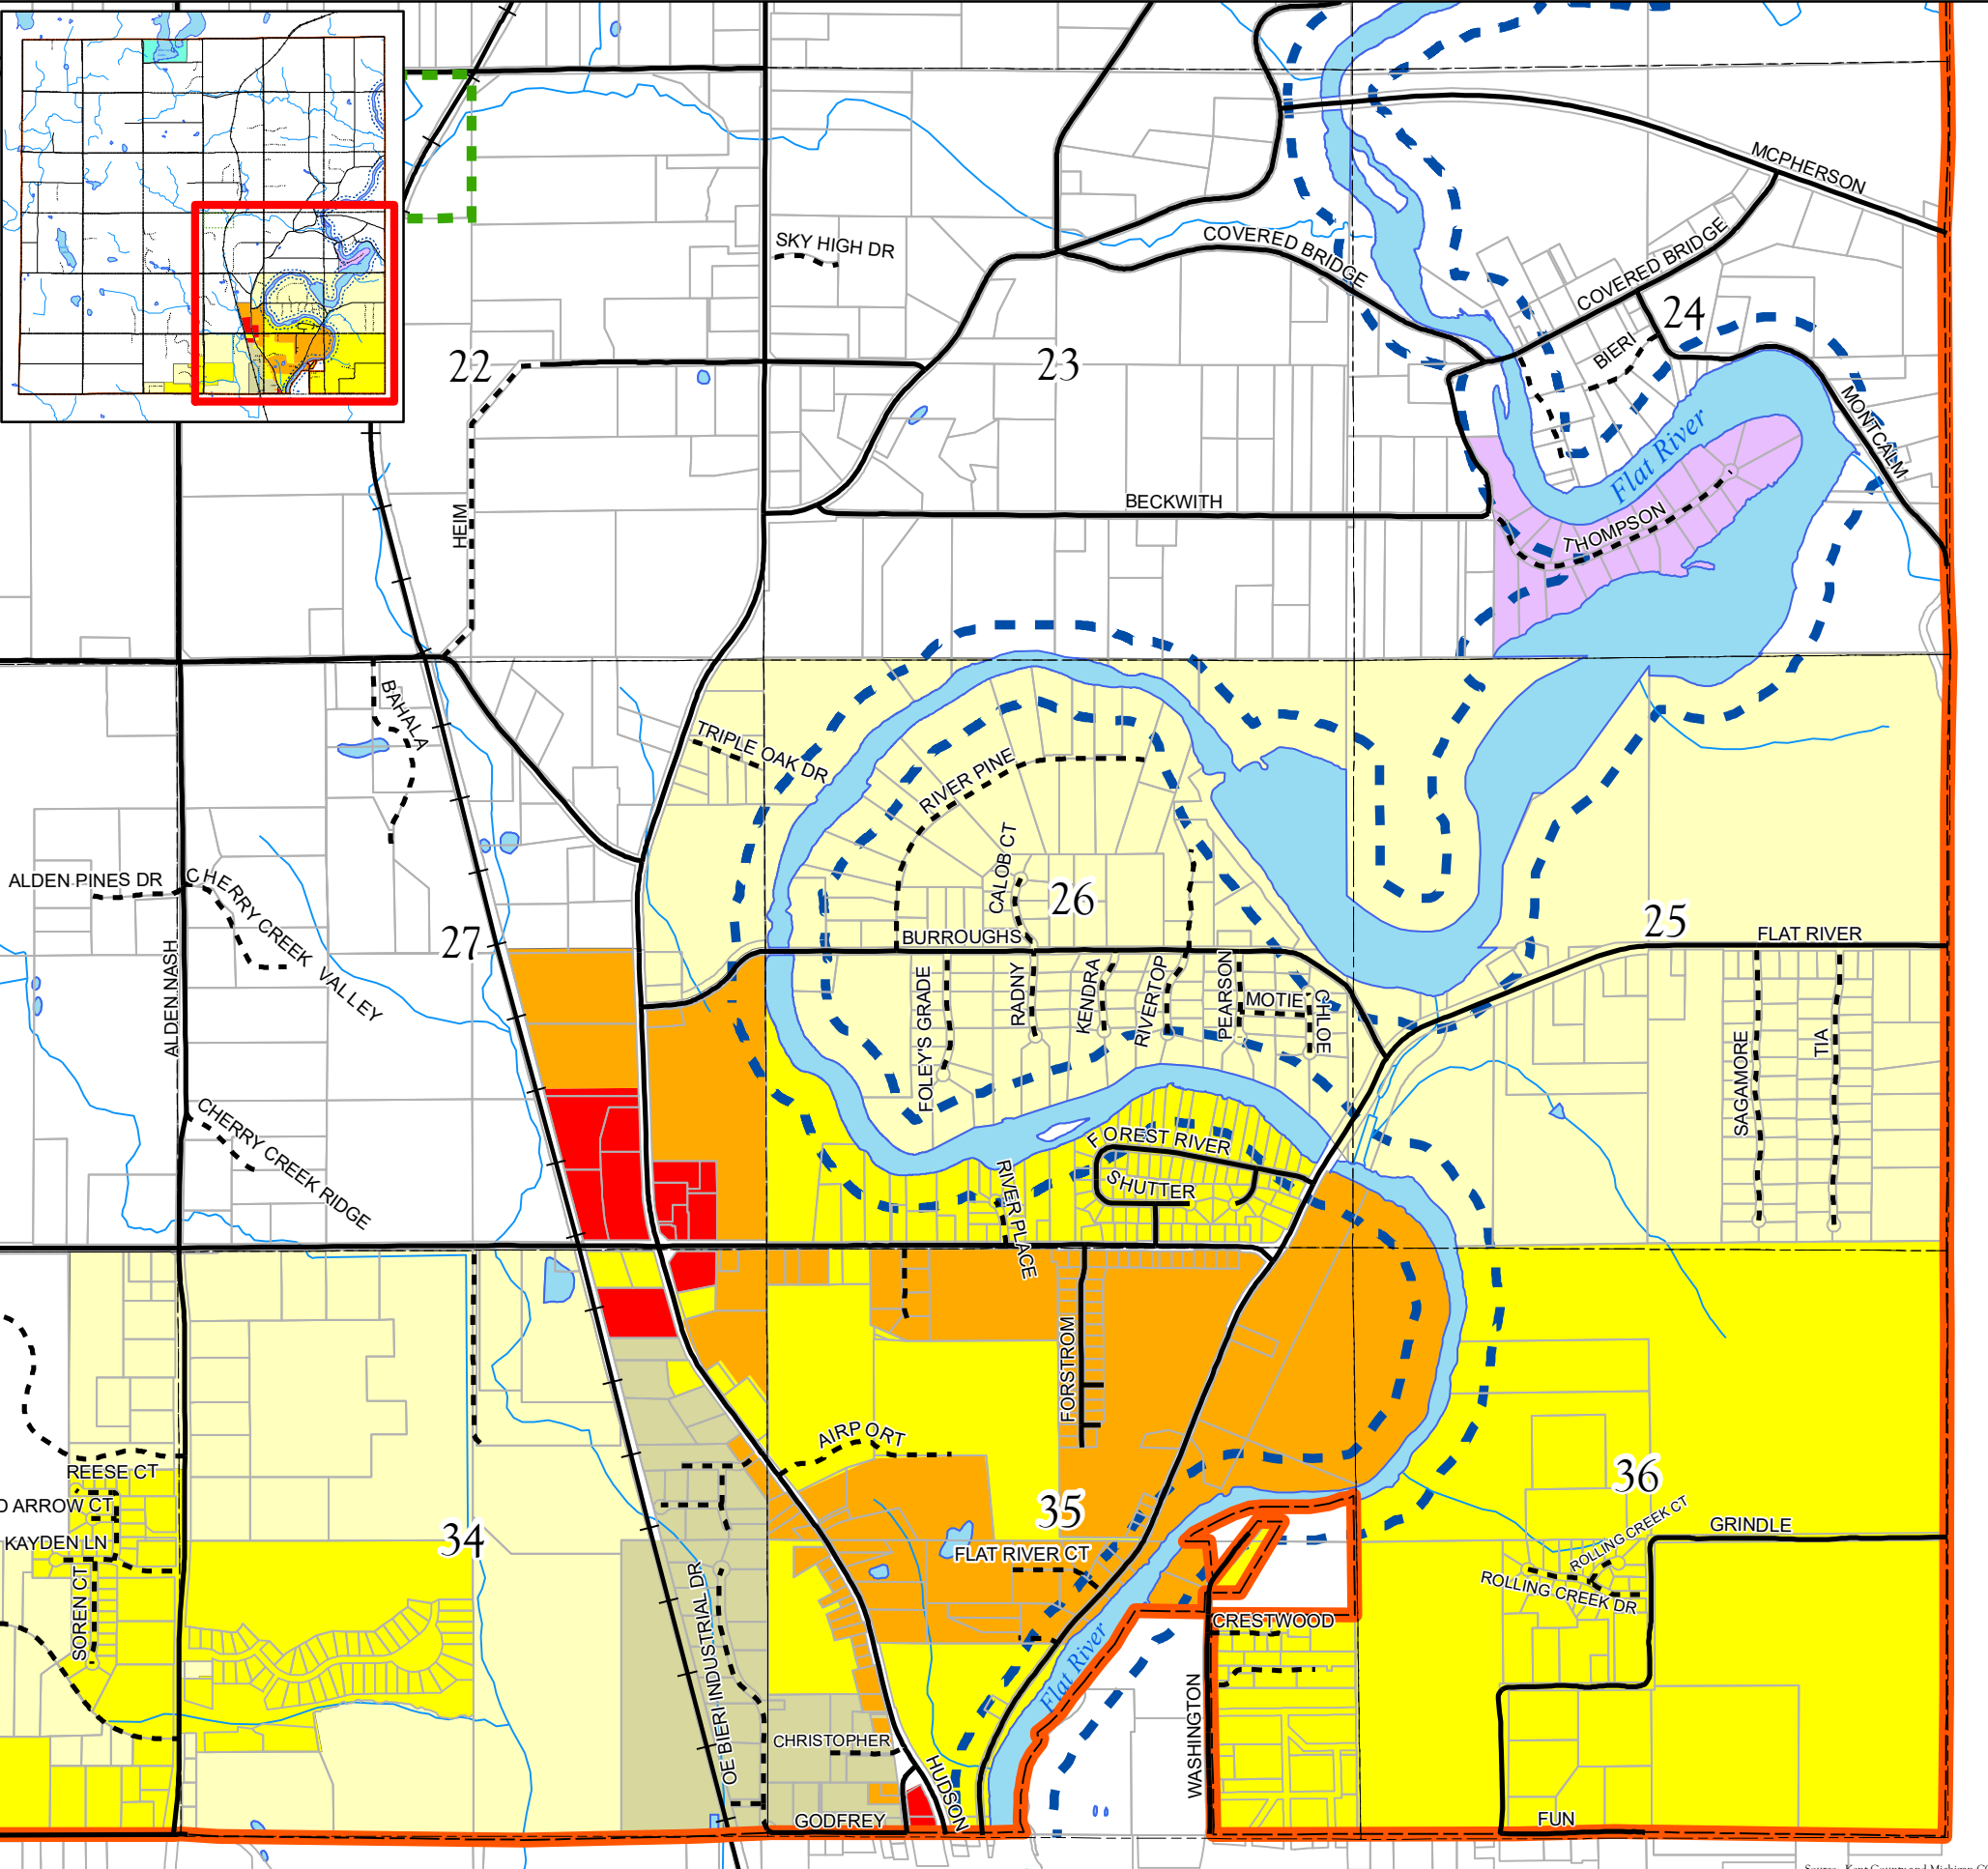 MCPHERSON
COVERED BRIDGE
SKY HIGH DR
COVERED BRIDGE
24
BIERI
22
23
MONTCALM
Flat River
BECKWITH
HEIM
THOMPSON
BAHALA
TRIPLE OAK DR
RIVER PINE
CALOB CT
ALDEN PINES DR
CHERRY CREEK VALLEY
26
25
27
BURROUGHS
FLAT RIVER
ALDEN NASH
FOLEY'S GRADE
RADNY
KENDRA
RIVERTOP
PEARSON
MOTIE
CHLOE
SAGAMORE
TIA
CHERRY CREEK RIDGE
FOREST RIVER
SHUTTER
RIVER PLACE
FORSTROM
AIRPORT
REESE CT
36
D ARROW CT
35
ROLLING CREEK CT
GRINDLE
KAYDEN LN
34
FLAT RIVER CT
ROLLING CREEK DR
SOREN CT
OE BIERI INDUSTRIAL DR
CRESTWOOD
Flat River
WASHINGTON
CHRISTOPHER
HUDSON
GODFREY
FUN